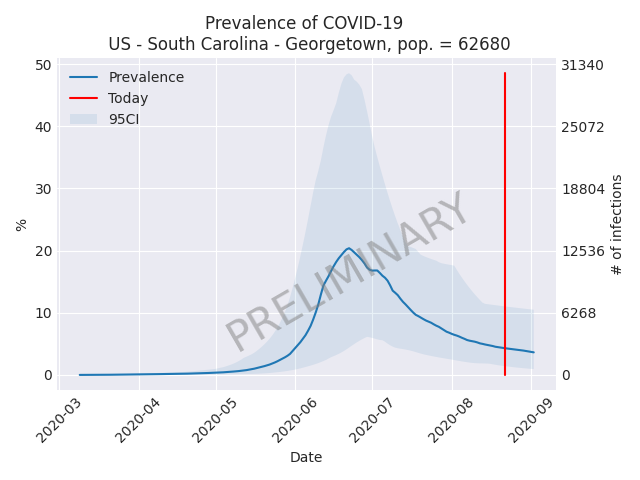 Prevalence of COVID-19
US - South Carolina - Georgetown, pop. = 62680
Prevalence
Today
95CI
PRELIMINARY
%
50
40
30
20
10
0
31340
25072
18804
12536
6268
0
# of infections
2020-03
2020-04
2020-05
2020-06
2020-07
2020-08
2020-09
Date